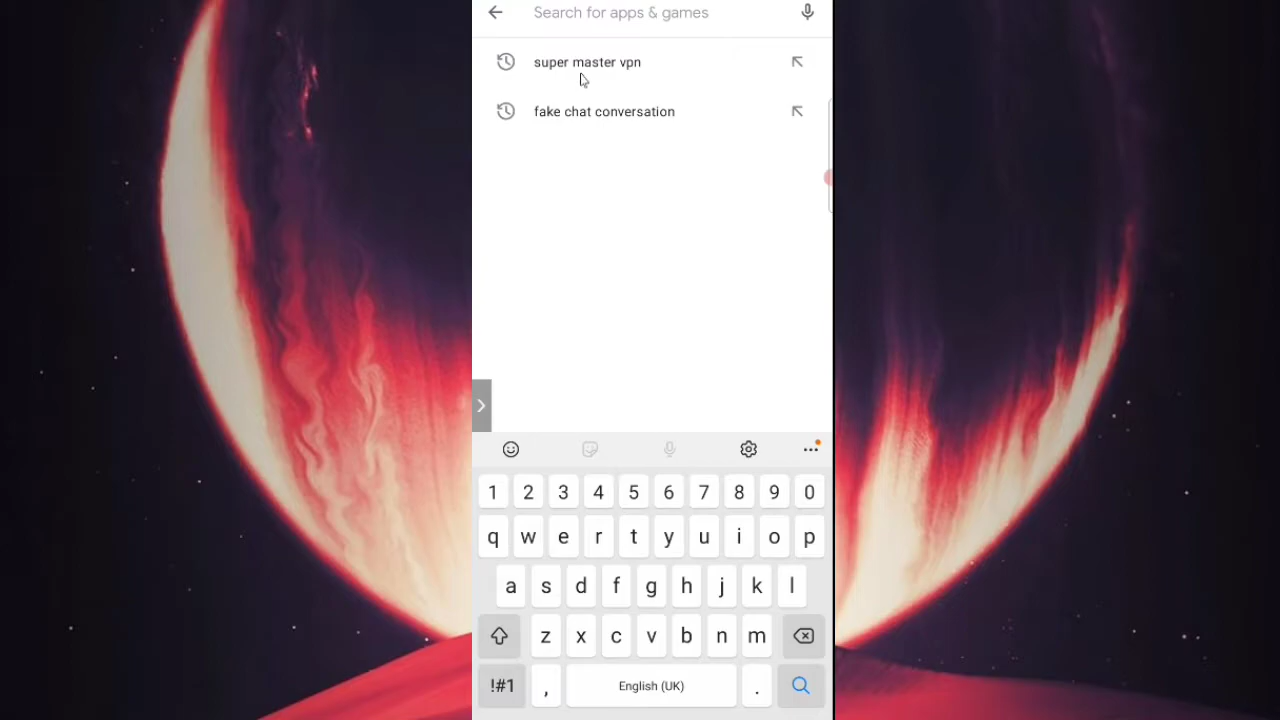 Search for apps & games
super master vpn
fake chat conversation
1 2 3 4 5 6 7 8 9 0
q w e r t y u i o p
a s d f g h j k l
z x c v b n m
!#1 , English (UK) .